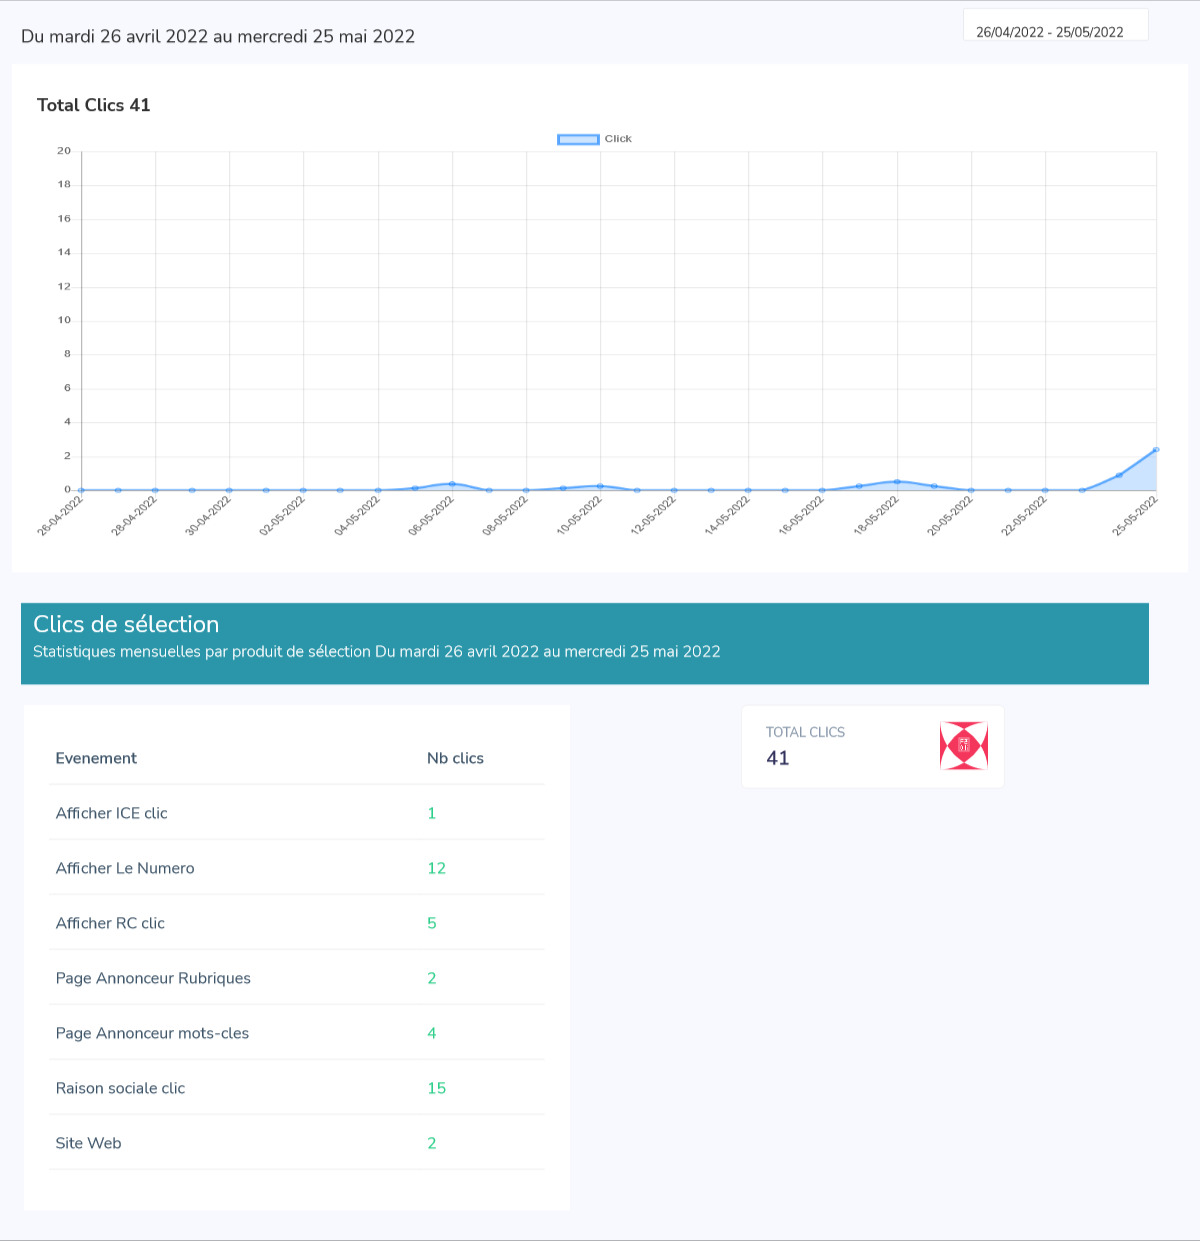 Du mardi 26 avril 2022 au mercredi 25 mai 2022
26/04/2022 - 25/05/2022
Total Clics 41
Click
20
18
16
14
12
10
8
6
4
2
0
26-04-2022
28-04-2022
30-04-2022
02-05-2022
04-05-2022
06-05-2022
08-05-2022
10-05-2022
12-05-2022
14-05-2022
16-05-2022
18-05-2022
20-05-2022
22-05-2022
25-05-2022
Clics de sélection
Statistiques mensuelles par produit de sélection Du mardi 26 avril 2022 au mercredi 25 mai 2022
TOTAL CLICS
41
Evenement Nb clics
Afficher ICE clic 1
Afficher Le Numero 12
Afficher RC clic 5
Page Annonceur Rubriques 2
Page Annonceur mots-cles 4
Raison sociale clic 15
Site Web 2